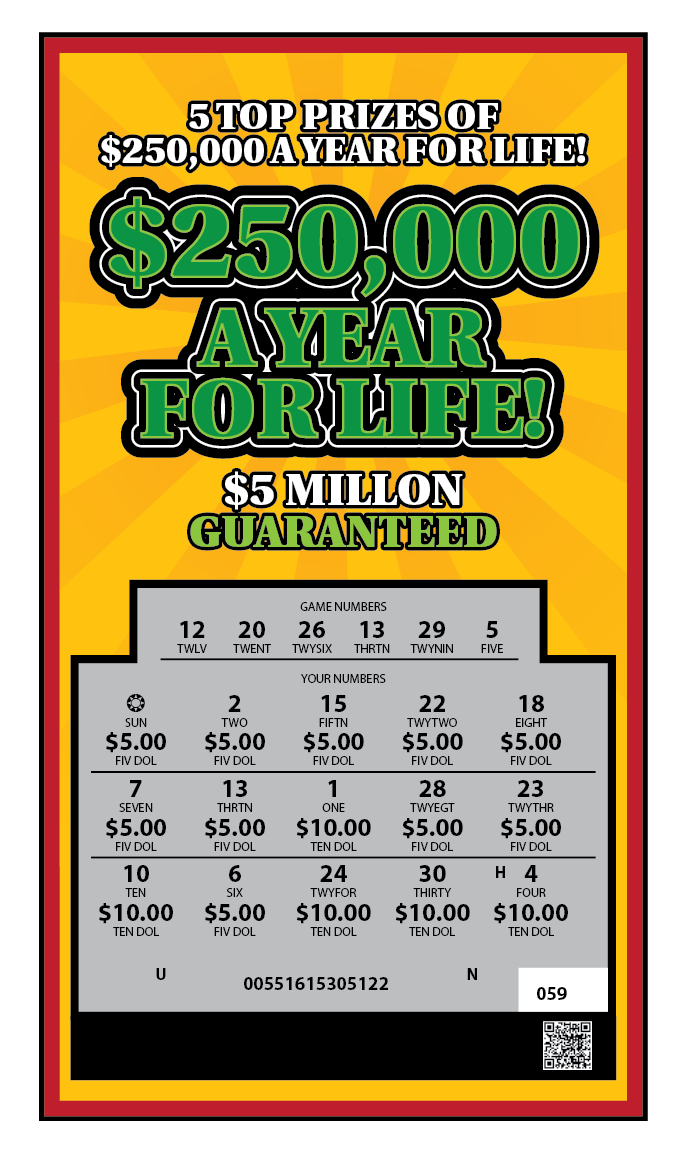 5 TOP PRIZES OF
$250,000 A YEAR FOR LIFE!
$250,000
A YEAR
FOR LIFE!
$5 MILLON
GUARANTEED
GAME NUMBERS
12 20 26 13 29 5
TWLV TWENT TWYSIX THRTN TWYNIN FIVE
YOUR NUMBERS
2 15 22 18
SUN TWO FIFTN TWYTWO EIGHT
$5.00 $5.00 $5.00 $5.00 $5.00
FIV DOL FIV DOL FIV DOL FIV DOL FIV DOL
7 13 1 28 23
SEVEN THRTN ONE TWYEGT TWYTHR
$5.00 $5.00 $10.00 $5.00 $5.00
FIV DOL FIV DOL TEN DOL FIV DOL FIV DOL
10 6 24 30 H 4
TEN SIX TWYFOR THIRTY FOUR
$10.00 $5.00 $10.00 $10.00 $10.00
TEN DOL FIV DOL TEN DOL TEN DOL TEN DOL
U 00551615305122 N
059